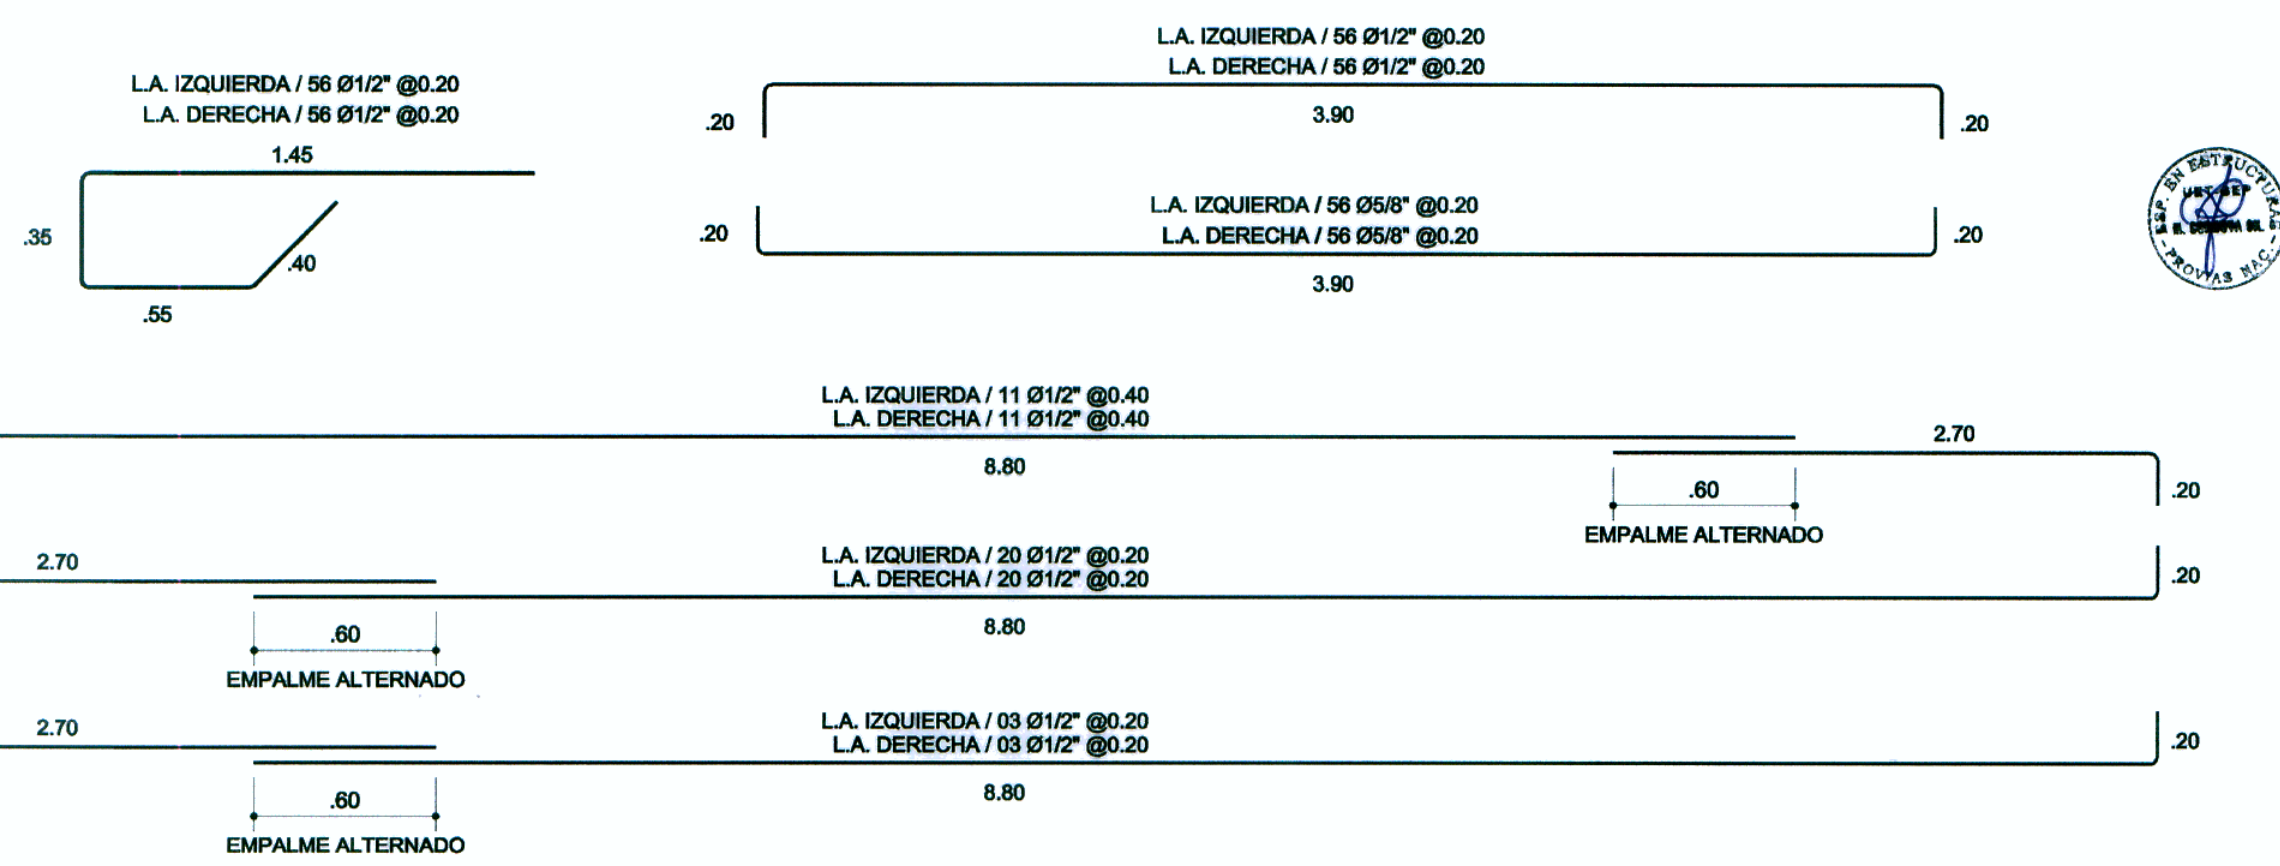 L.A. IZQUIERDA / 56 Ø1/2" @0.20
L.A. DERECHA / 56 Ø1/2" @0.20
1.45
.35
.40
.55
L.A. IZQUIERDA / 56 Ø1/2" @0.20
L.A. DERECHA / 56 Ø1/2" @0.20
.20
3.90
.20
L.A. IZQUIERDA / 56 Ø5/8" @0.20
L.A. DERECHA / 56 Ø5/8" @0.20
.20
.20
3.90
ESP. EN ESTRUCTURAS
PROVIAS NAC.
L.A. IZQUIERDA / 11 Ø1/2" @0.40
L.A. DERECHA / 11 Ø1/2" @0.40
8.80
2.70
.60
.20
EMPALME ALTERNADO
2.70
L.A. IZQUIERDA / 20 Ø1/2" @0.20
L.A. DERECHA / 20 Ø1/2" @0.20
.20
.60
8.80
EMPALME ALTERNADO
2.70
L.A. IZQUIERDA / 03 Ø1/2" @0.20
L.A. DERECHA / 03 Ø1/2" @0.20
.20
.60
8.80
EMPALME ALTERNADO